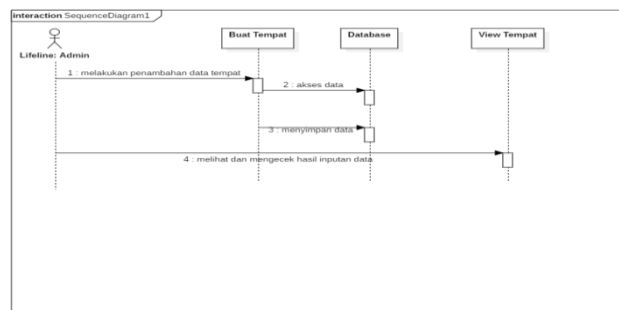 interaction SequenceDiagram1
Lifeline: Admin
Buat Tempat
Database
View Tempat
1 : melakukan penambahan data tempat
2 : akses data
3 : menyimpan data
4 : melihat dan mengecek hasil inputan data